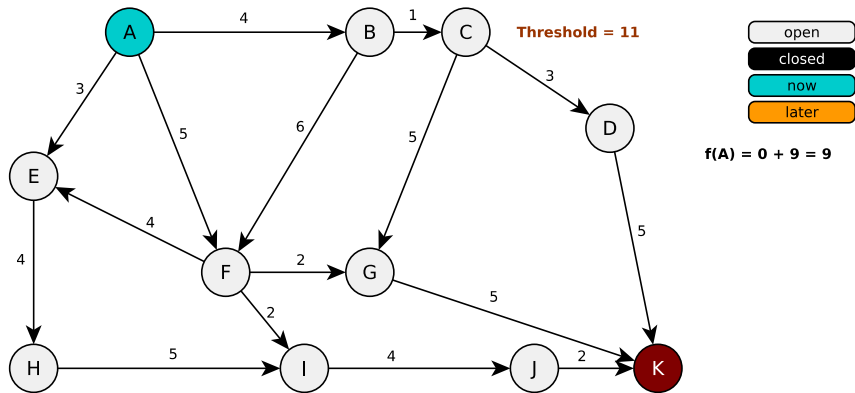 4
1
Threshold = 11
A
B
C
open
closed
now
later
3
3
5
6
5
D
f(A) = 0 + 9 = 9
E
4
5
4
2
F
G
5
2
4
5
4
2
H
I
J
K